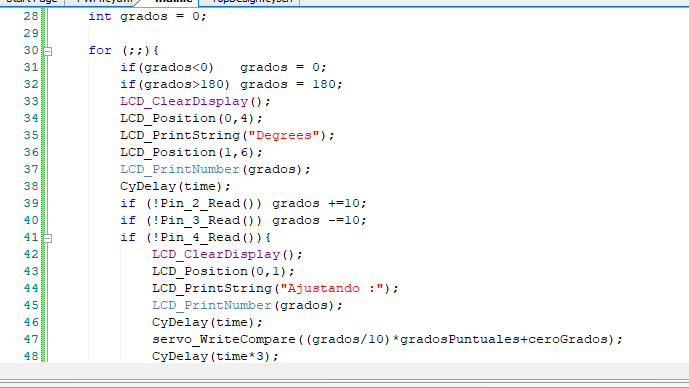 28 int grados = 0;
29
30 for (;;){
31 if(grados<0) grados = 0;
32 if(grados>180) grados = 180;
33 LCD_ClearDisplay();
34 LCD_Position(0,4);
35 LCD_PrintString("Degrees");
36 LCD_Position(1,6);
37 LCD_PrintNumber(grados);
38 CyDelay(time);
39 if (!Pin_2_Read()) grados +=10;
40 if (!Pin_3_Read()) grados -=10;
41 if (!Pin_4_Read()){
42 LCD_ClearDisplay();
43 LCD_Position(0,1);
44 LCD_PrintString("Ajustando :");
45 LCD_PrintNumber(grados);
46 CyDelay(time);
47 servo_WriteCompare((grados/10)*gradosPuntuales+ceroGrados);
48 CyDelay(time*3);